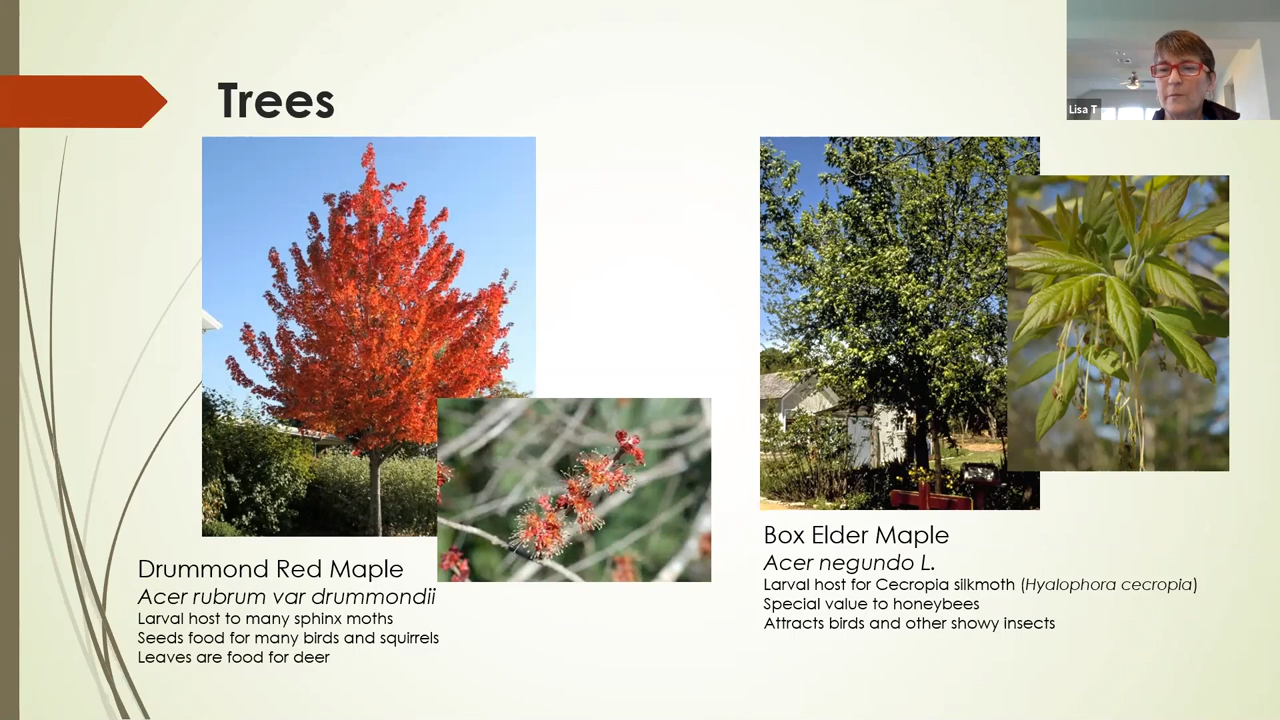 Trees
Lisa T
Drummond Red Maple
Acer rubrum var drummondii
Larval host to many sphinx moths
Seeds food for many birds and squirrels
Leaves are food for deer
Box Elder Maple
Acer negundo L.
Larval host for Cecropia silkmoth (Hyalophora cecropia)
Special value to honeybees
Attracts birds and other showy insects